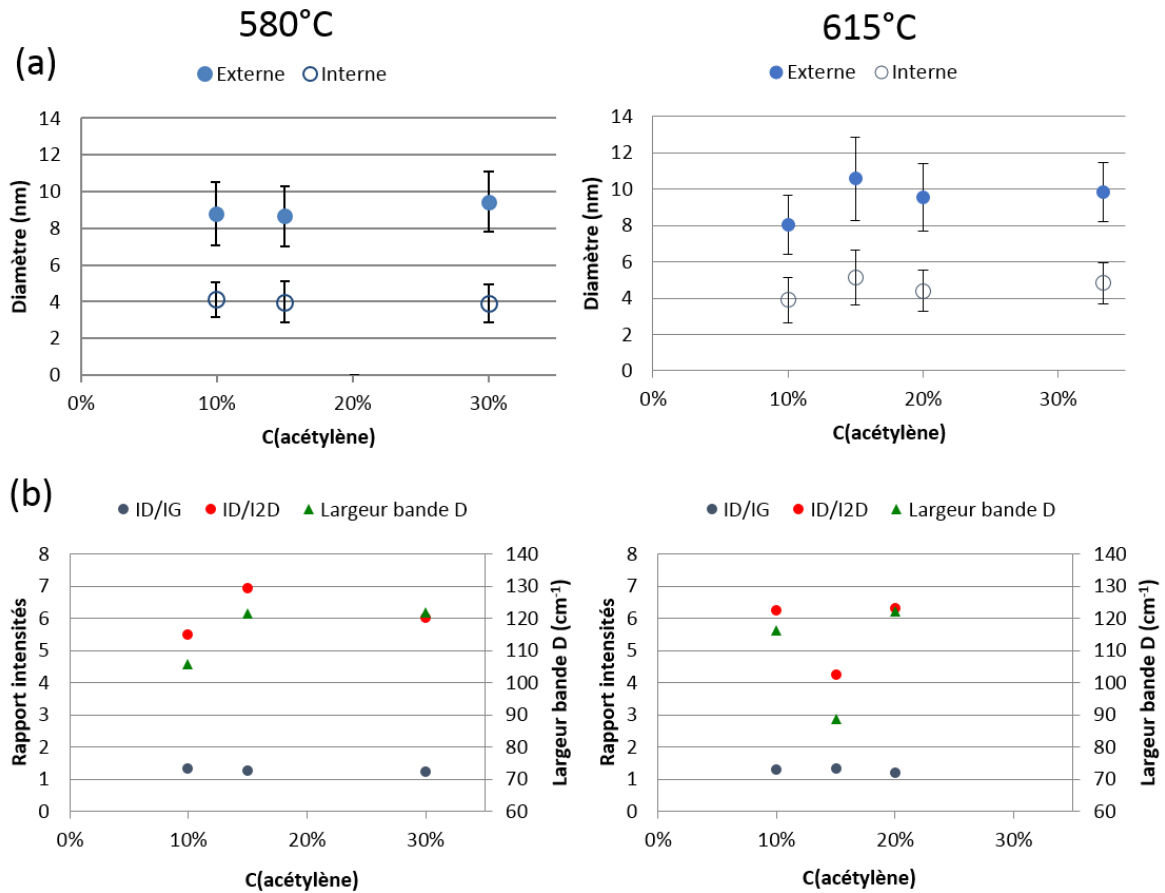 580°C
615°C
(a)
Externe Interne
Externe Interne
14
12
10
8
6
4
2
0
Diamètre (nm)
0% 10% 20% 30%
C(acétylène)
14
12
10
8
6
4
2
0
Diamètre (nm)
0% 10% 20% 30%
C(acétylène)
(b)
ID/IG ID/I2D Largeur bande D
8
7
6
5
4
3
2
1
0
Rapport intensités
140
130
120
110
100
90
80
70
60
Largeur bande D (cm⁻¹)
0% 10% 20% 30%
C(acétylène)
ID/IG ID/I2D Largeur bande D
8
7
6
5
4
3
2
1
0
Rapport intensités
140
130
120
110
100
90
80
70
60
Largeur bande D (cm⁻¹)
0% 10% 20% 30%
C(acétylène)